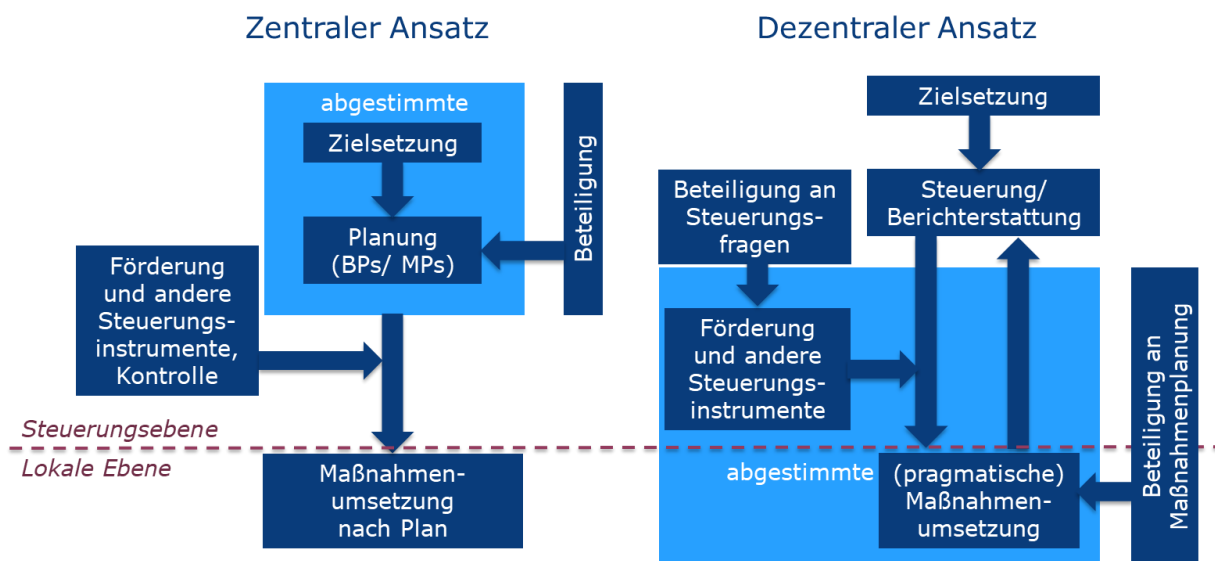 Zentraler Ansatz
abgestimmte
Zielsetzung
Planung
(BPs/ MPs)
Beteiligung
Förderung
und andere
Steuerungs-
instrumente,
Kontrolle
Steuerungsebene
Lokale Ebene
Maßnahmen-
umsetzung
nach Plan
Dezentraler Ansatz
Zielsetzung
Beteiligung an
Steuerungs-
fragen
Steuerung/
Berichterstattung
Förderung
und andere
Steuerungs-
instrumente
abgestimmte
(pragmatische)
Maßnahmen-
umsetzung
Beteiligung an
Maßnahmenplanung